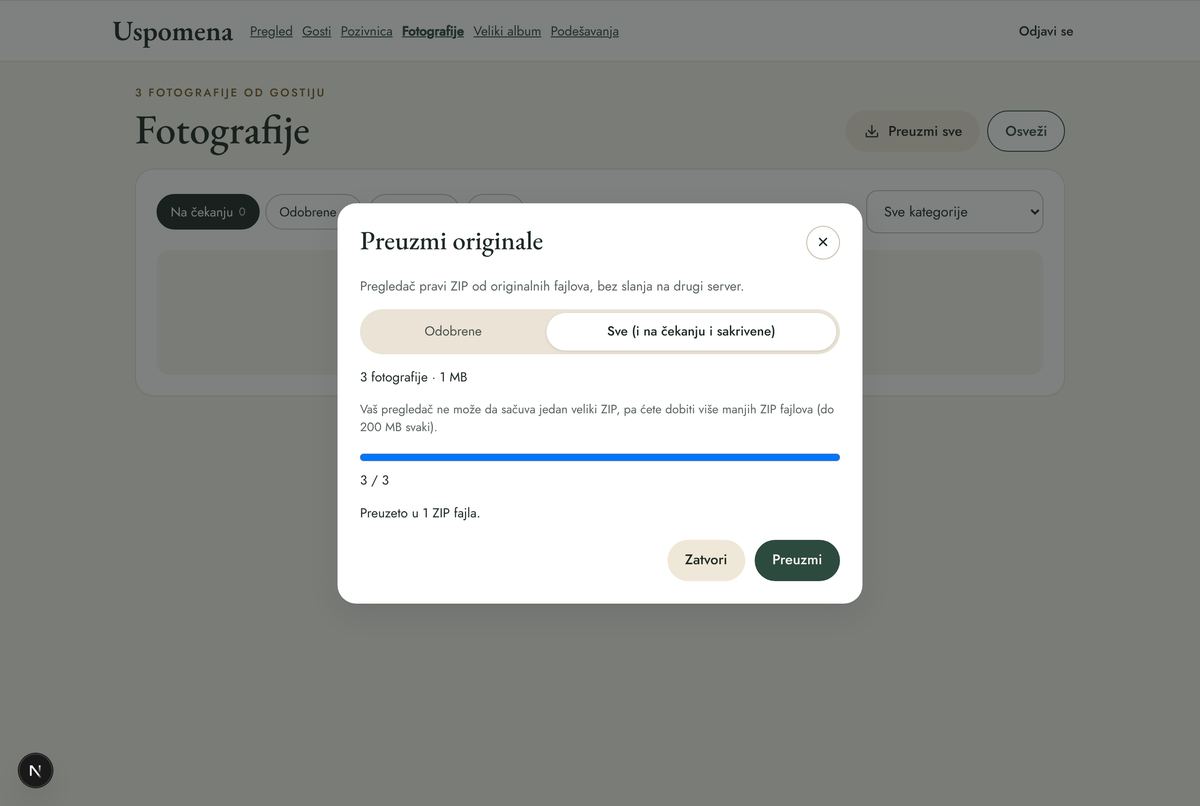 Uspomena
Pregled
Gosti
Pozivnica
Fotografije
Veliki album
Podešavanja
Odjavi se
3 FOTOGRAFIJE OD GOSTIJU
Fotografije
Preuzmi sve
Osveži
Na čekanju 0
Odobrene
Sve kategorije
Preuzmi originale
Pregledač pravi ZIP od originalnih fajlova, bez slanja na drugi server.
Odobrene
Sve (i na čekanju i sakrivene)
3 fotografije · 1 MB
Vaš pregledač ne može da sačuva jedan veliki ZIP, pa ćete dobiti više manjih ZIP fajlova (do
200 MB svaki).
3 / 3
Preuzeto u 1 ZIP fajla.
Zatvori
Preuzmi
N